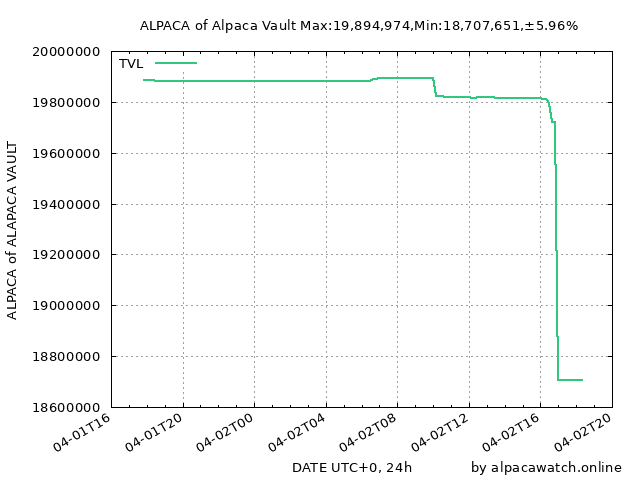 ALPACA of Alpaca Vault Max:19,894,974,Min:18,707,651,±5.96%
TVL
20000000
19800000
19600000
19400000
19200000
19000000
18800000
18600000
ALPACA of ALAPACA VAULT
04-01T16
04-01T20
04-02T00
04-02T04
04-02T08
04-02T12
04-02T16
04-02T20
DATE UTC+0, 24h
by alpacawatch.online